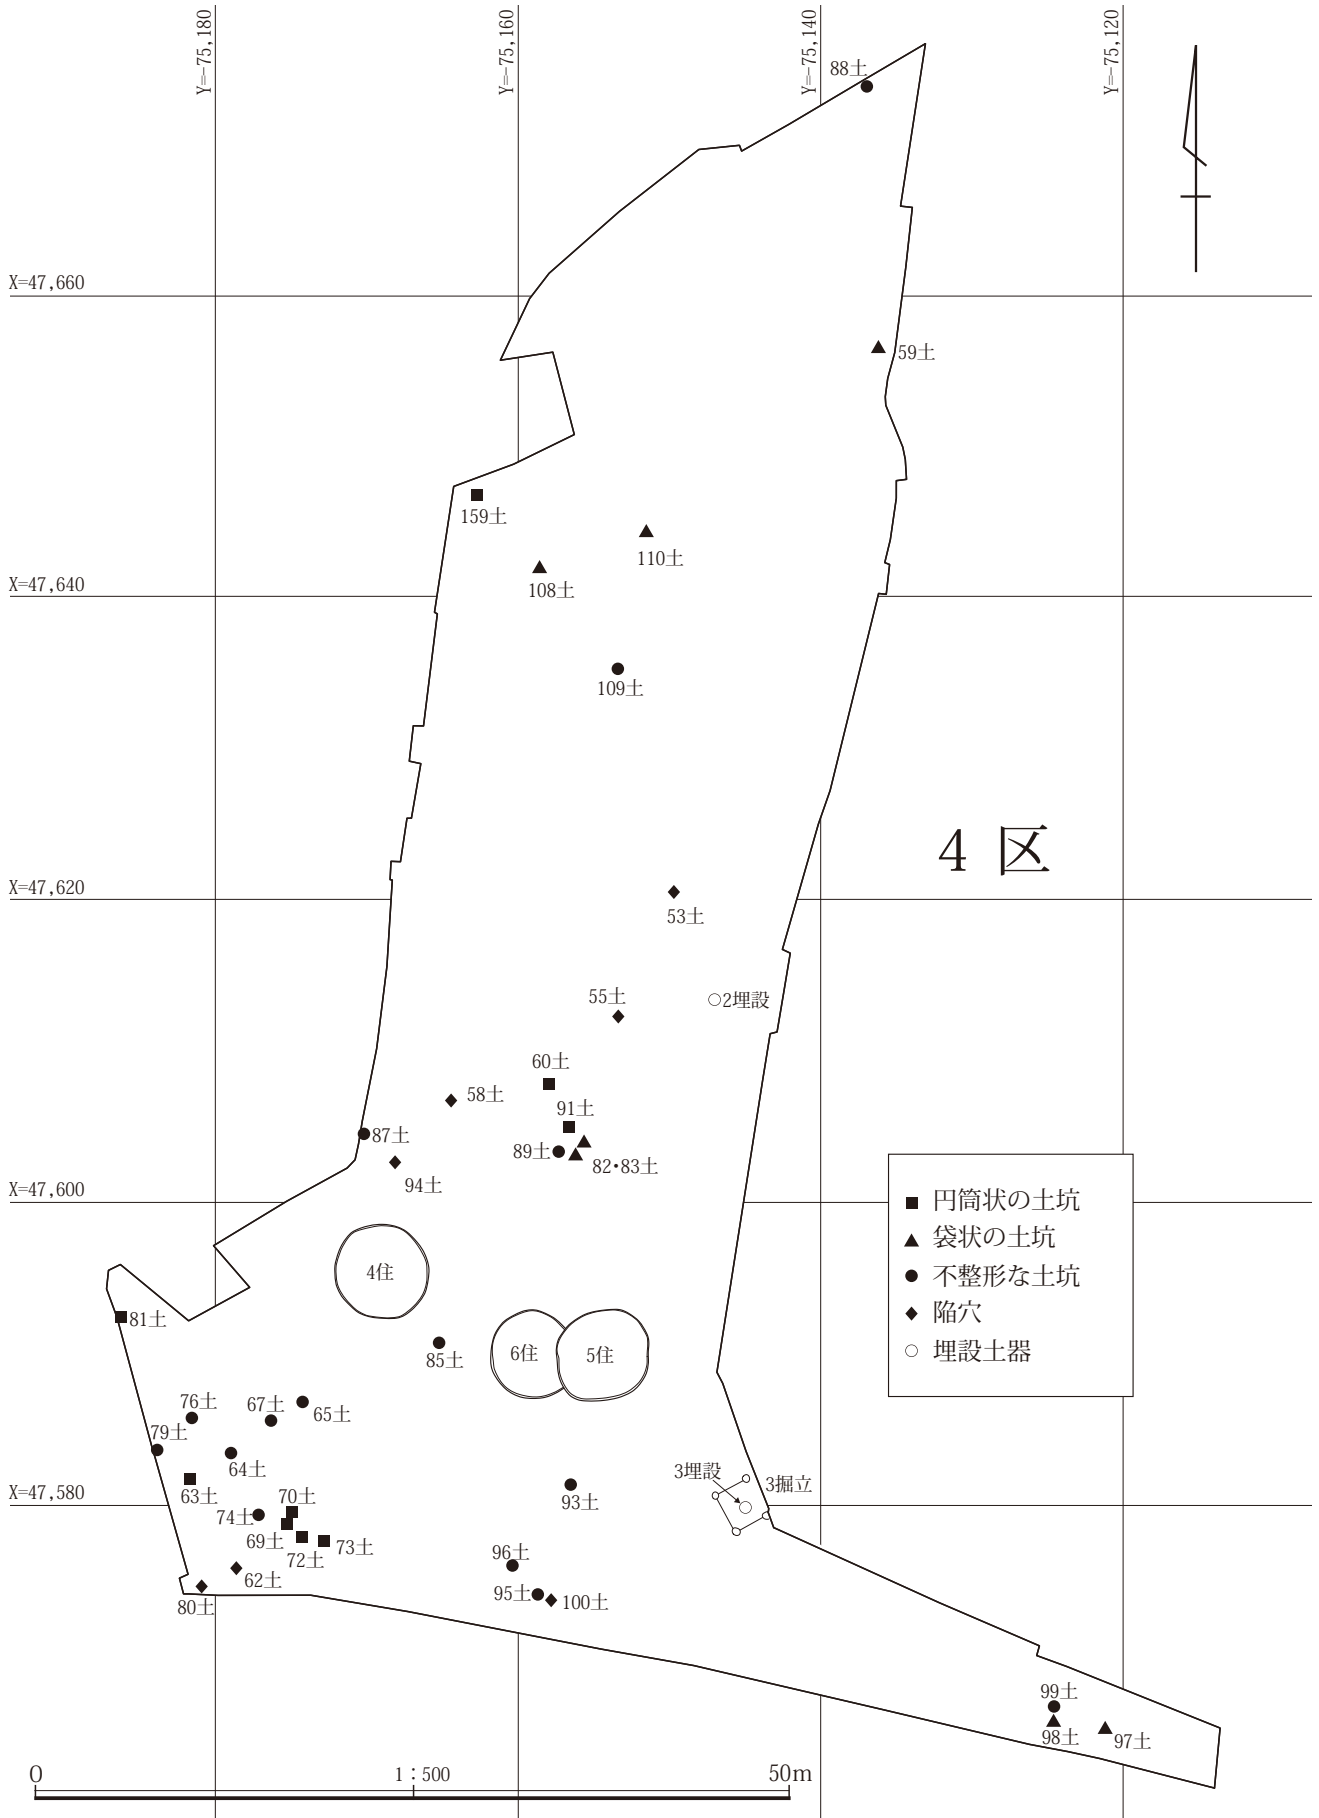 Y=-75,180
Y=-75,160
Y=-75,140
Y=-75,120
88土
X=47,660
59土
159土
110土
X=47,640
108土
109土
4 区
X=47,620
53土
55土
2埋設
60土
58土
91土
87土
89土
82・83土
94土
X=47,600
円筒状の土坑
袋状の土坑
不整形な土坑
陥穴
埋設土器
4住
81土
6住
5住
85土
76土
67土
65土
79土
64土
3埋設
3掘立
63土
70土
93土
X=47,580
74土
69土
72土
73土
96土
62土
95土
100土
80土
99土
98土
97土
0
1：500
50m